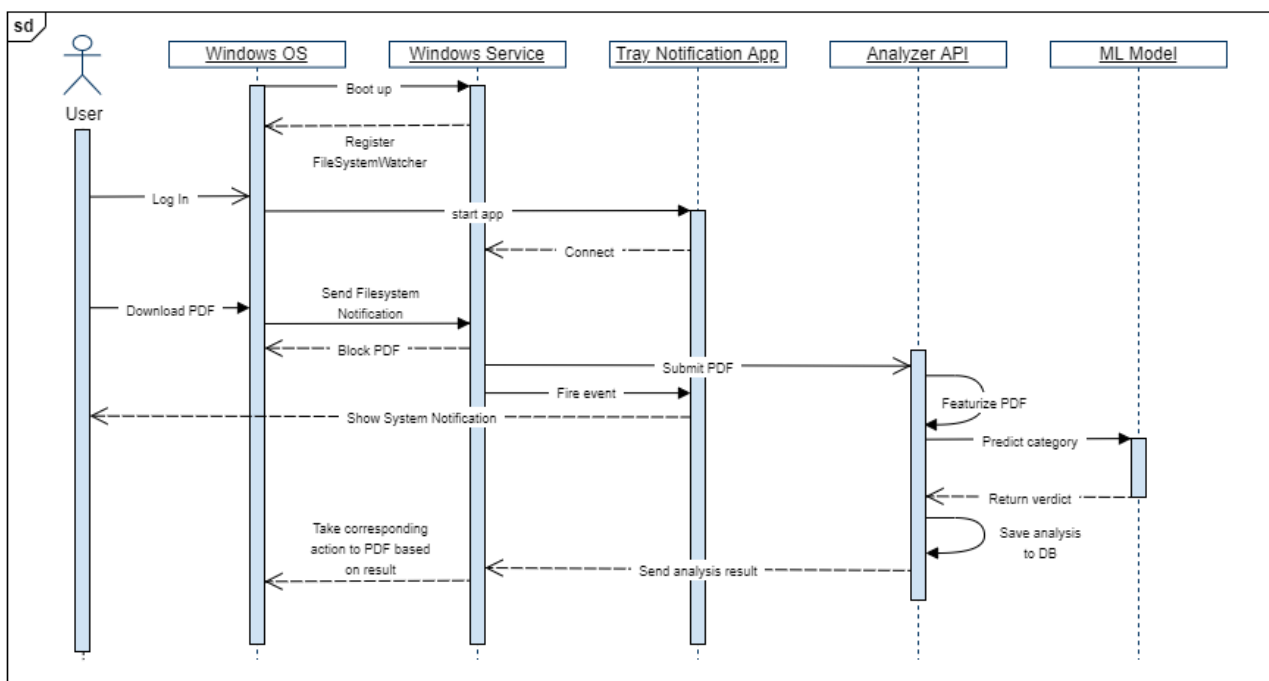 sd
Windows OS
Windows Service
Tray Notification App
Analyzer API
ML Model
User
Boot up
Register
FileSystemWatcher
Log In
start app
Connect
Download PDF
Send Filesystem
Notification
Block PDF
Submit PDF
Fire event
Featurize PDF
Show System Notification
Predict category
Return verdict
Take corresponding
action to PDF based
on result
Save analysis
to DB
Send analysis result